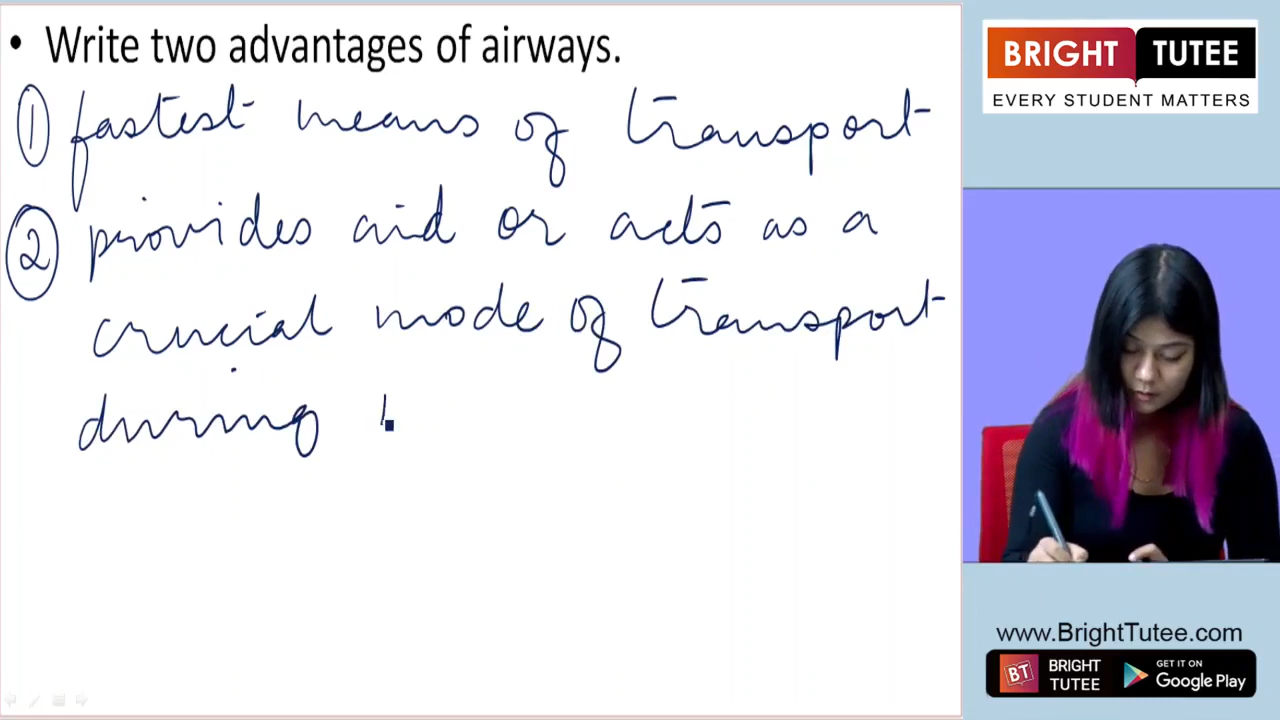 • Write two advantages of airways.
① fastest means of transport
② provides aid or acts as a
crucial mode of transport
during
BRIGHT TUTEE
EVERY STUDENT MATTERS
www.BrightTutee.com
BT BRIGHT TUTEE
GET IT ON Google Play